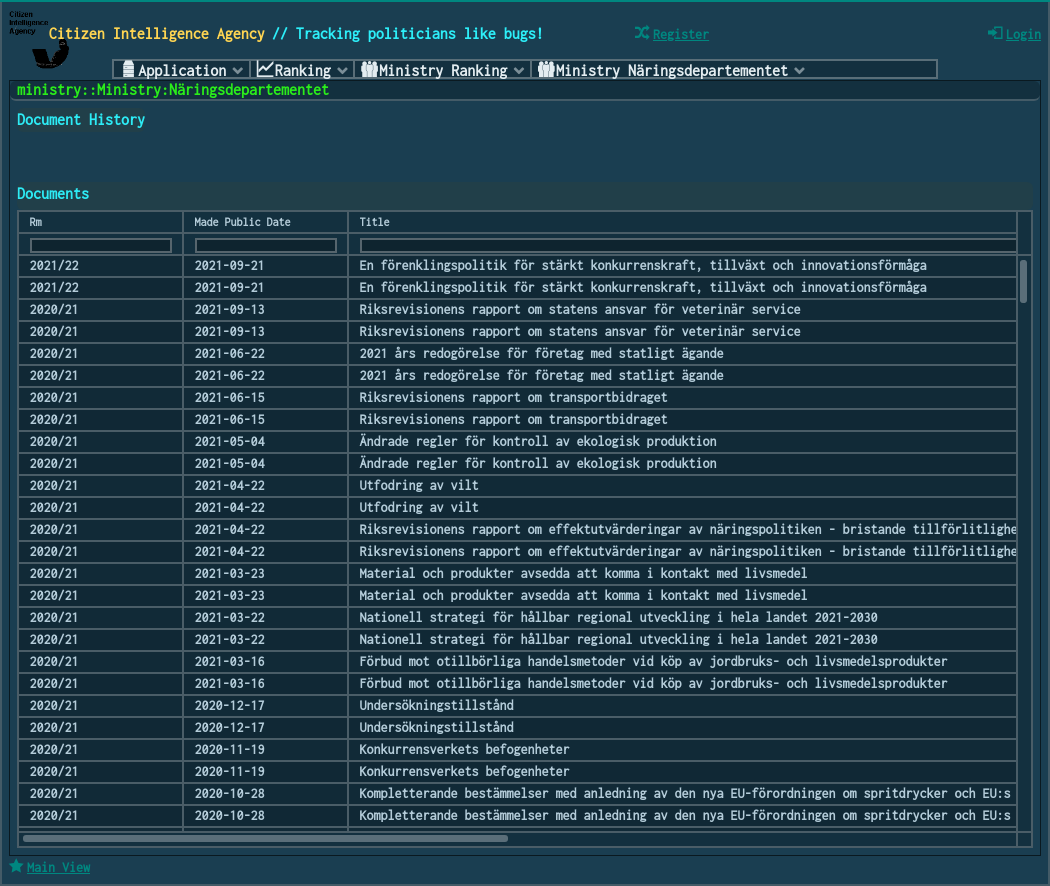 Citizen
Intelligence
Agency
Citizen Intelligence Agency // Tracking politicians like bugs!
Register
Login
Application
Ranking
Ministry Ranking
Ministry Näringsdepartementet
ministry::Ministry:Näringsdepartementet
Document History
Documents
Rm Made Public Date Title
2021/22 2021-09-21 En förenklingspolitik för stärkt konkurrenskraft, tillväxt och innovationsförmåga
2021/22 2021-09-21 En förenklingspolitik för stärkt konkurrenskraft, tillväxt och innovationsförmåga
2020/21 2021-09-13 Riksrevisionens rapport om statens ansvar för veterinär service
2020/21 2021-09-13 Riksrevisionens rapport om statens ansvar för veterinär service
2020/21 2021-06-22 2021 års redogörelse för företag med statligt ägande
2020/21 2021-06-22 2021 års redogörelse för företag med statligt ägande
2020/21 2021-06-15 Riksrevisionens rapport om transportbidraget
2020/21 2021-06-15 Riksrevisionens rapport om transportbidraget
2020/21 2021-05-04 Ändrade regler för kontroll av ekologisk produktion
2020/21 2021-05-04 Ändrade regler för kontroll av ekologisk produktion
2020/21 2021-04-22 Utfodring av vilt
2020/21 2021-04-22 Utfodring av vilt
2020/21 2021-04-22 Riksrevisionens rapport om effektutvärderingar av näringspolitiken - bristande tillförlitlighe
2020/21 2021-04-22 Riksrevisionens rapport om effektutvärderingar av näringspolitiken - bristande tillförlitlighe
2020/21 2021-03-23 Material och produkter avsedda att komma i kontakt med livsmedel
2020/21 2021-03-23 Material och produkter avsedda att komma i kontakt med livsmedel
2020/21 2021-03-22 Nationell strategi för hållbar regional utveckling i hela landet 2021-2030
2020/21 2021-03-22 Nationell strategi för hållbar regional utveckling i hela landet 2021-2030
2020/21 2021-03-16 Förbud mot otillbörliga handelsmetoder vid köp av jordbruks- och livsmedelsprodukter
2020/21 2021-03-16 Förbud mot otillbörliga handelsmetoder vid köp av jordbruks- och livsmedelsprodukter
2020/21 2020-12-17 Undersökningstillstånd
2020/21 2020-12-17 Undersökningstillstånd
2020/21 2020-11-19 Konkurrensverkets befogenheter
2020/21 2020-11-19 Konkurrensverkets befogenheter
2020/21 2020-10-28 Kompletterande bestämmelser med anledning av den nya EU-förordningen om spritdrycker och EU:s
2020/21 2020-10-28 Kompletterande bestämmelser med anledning av den nya EU-förordningen om spritdrycker och EU:s
Main View